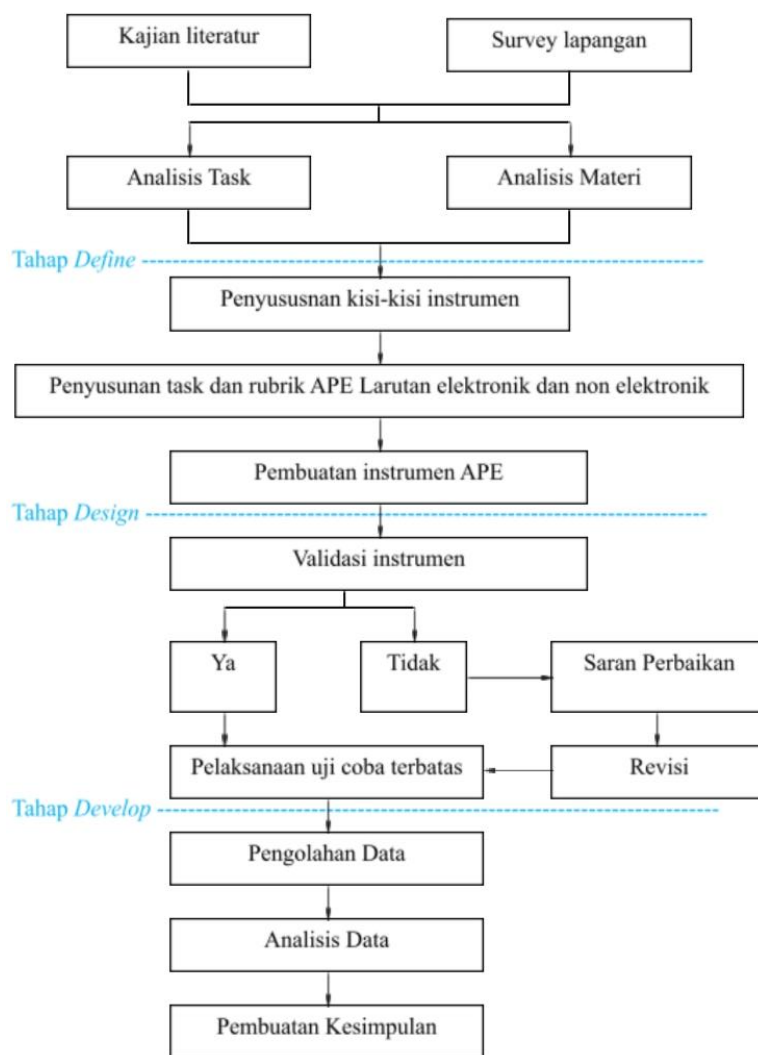 Kajian literatur
Survey lapangan
Analisis Task
Analisis Materi
Tahap Define
Penyususnan kisi-kisi instrumen
Penyusunan task dan rubrik APE Larutan elektronik dan non elektronik
Pembuatan instrumen APE
Tahap Design
Validasi instrumen
Ya
Tidak
Saran Perbaikan
Pelaksanaan uji coba terbatas
Revisi
Tahap Develop
Pengolahan Data
Analisis Data
Pembuatan Kesimpulan